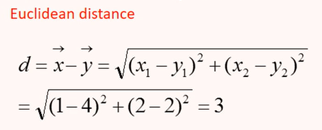 Euclidean distance
d = x⃗ − y⃗ = √((x₁ − y₁)² + (x₂ − y₂)²)
= √((1−4)² + (2−2)²) = 3